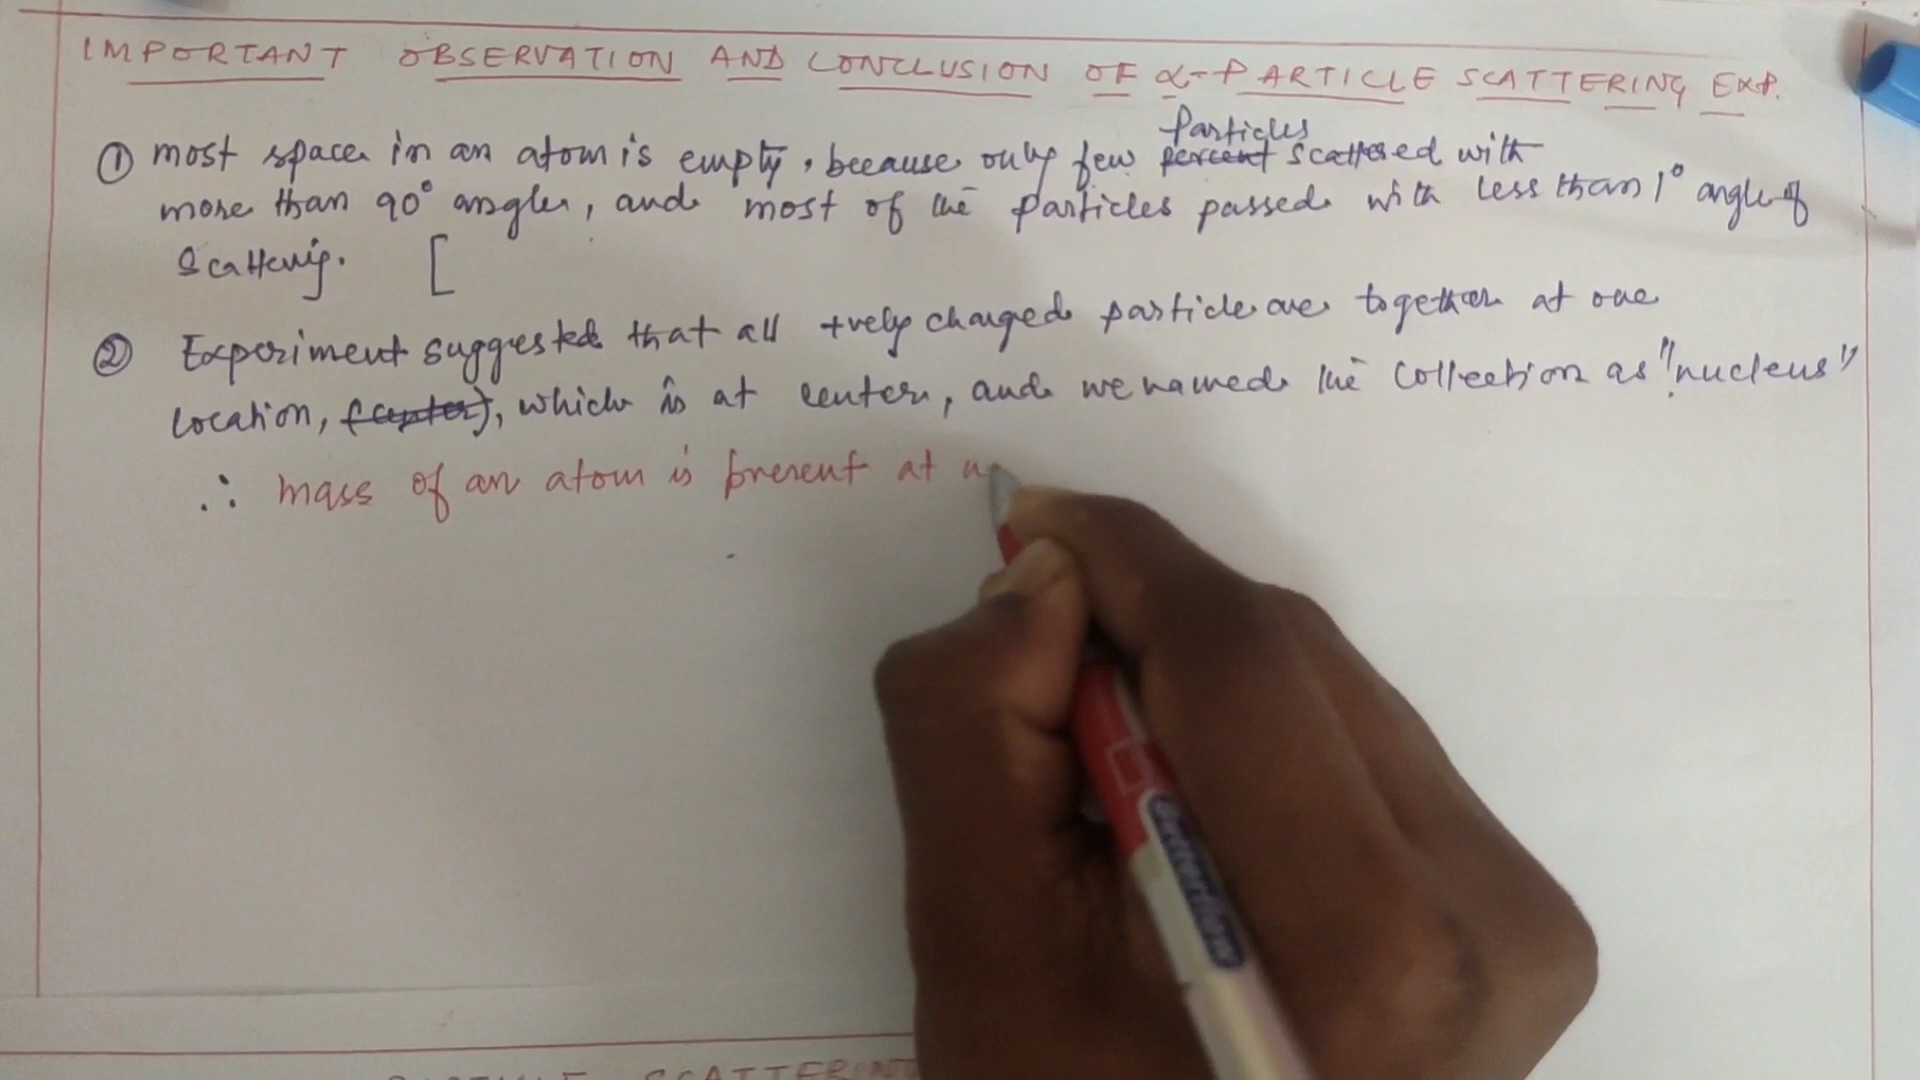 IMPORTANT OBSERVATION AND CONCLUSION OF α-PARTICLE SCATTERING EXP.
① most space in an atom is empty, because only few percent particles scattered with
more than 90° angles, and most of the particles passed with less than 1° angle of
scattering. [
② Experiment suggested that all +vely charged particle are together at one
location, (center), which is at center, and we named the collection as "nucleus"
∴ mass of an atom is present at
butterflow
SCATTERING